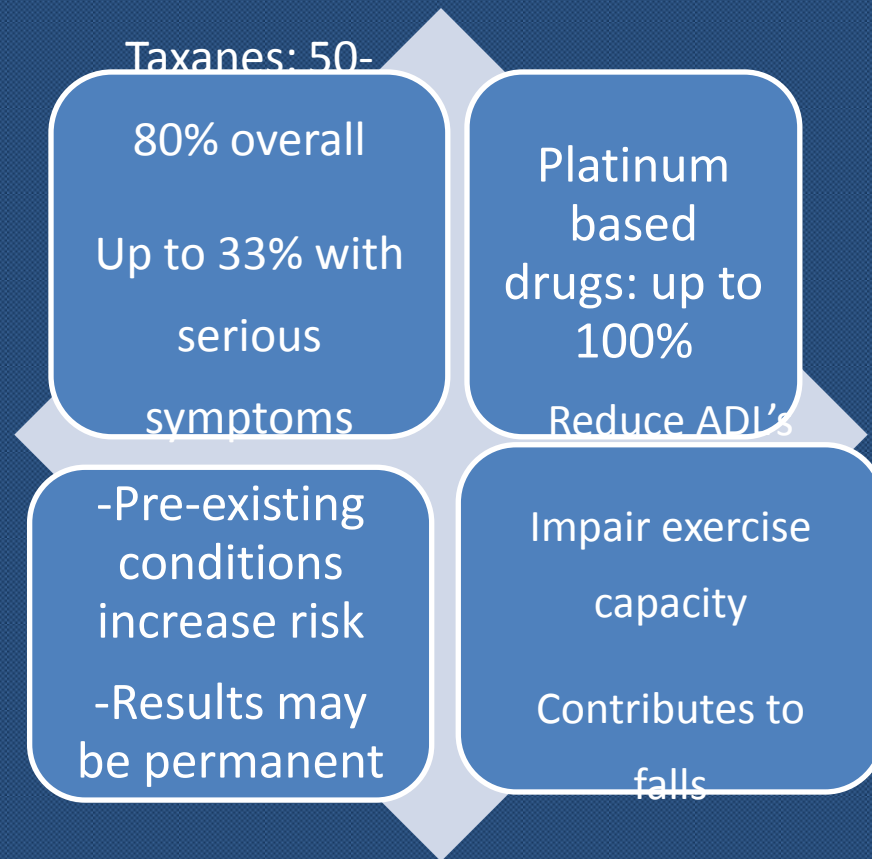 Taxanes: 50-
80% overall
Up to 33% with
serious
symptoms
Platinum
based
drugs: up to
100%
-Pre-existing
conditions
increase risk
-Results may
be permanent
Reduce ADL’s
Impair exercise
capacity
Contributes to
falls